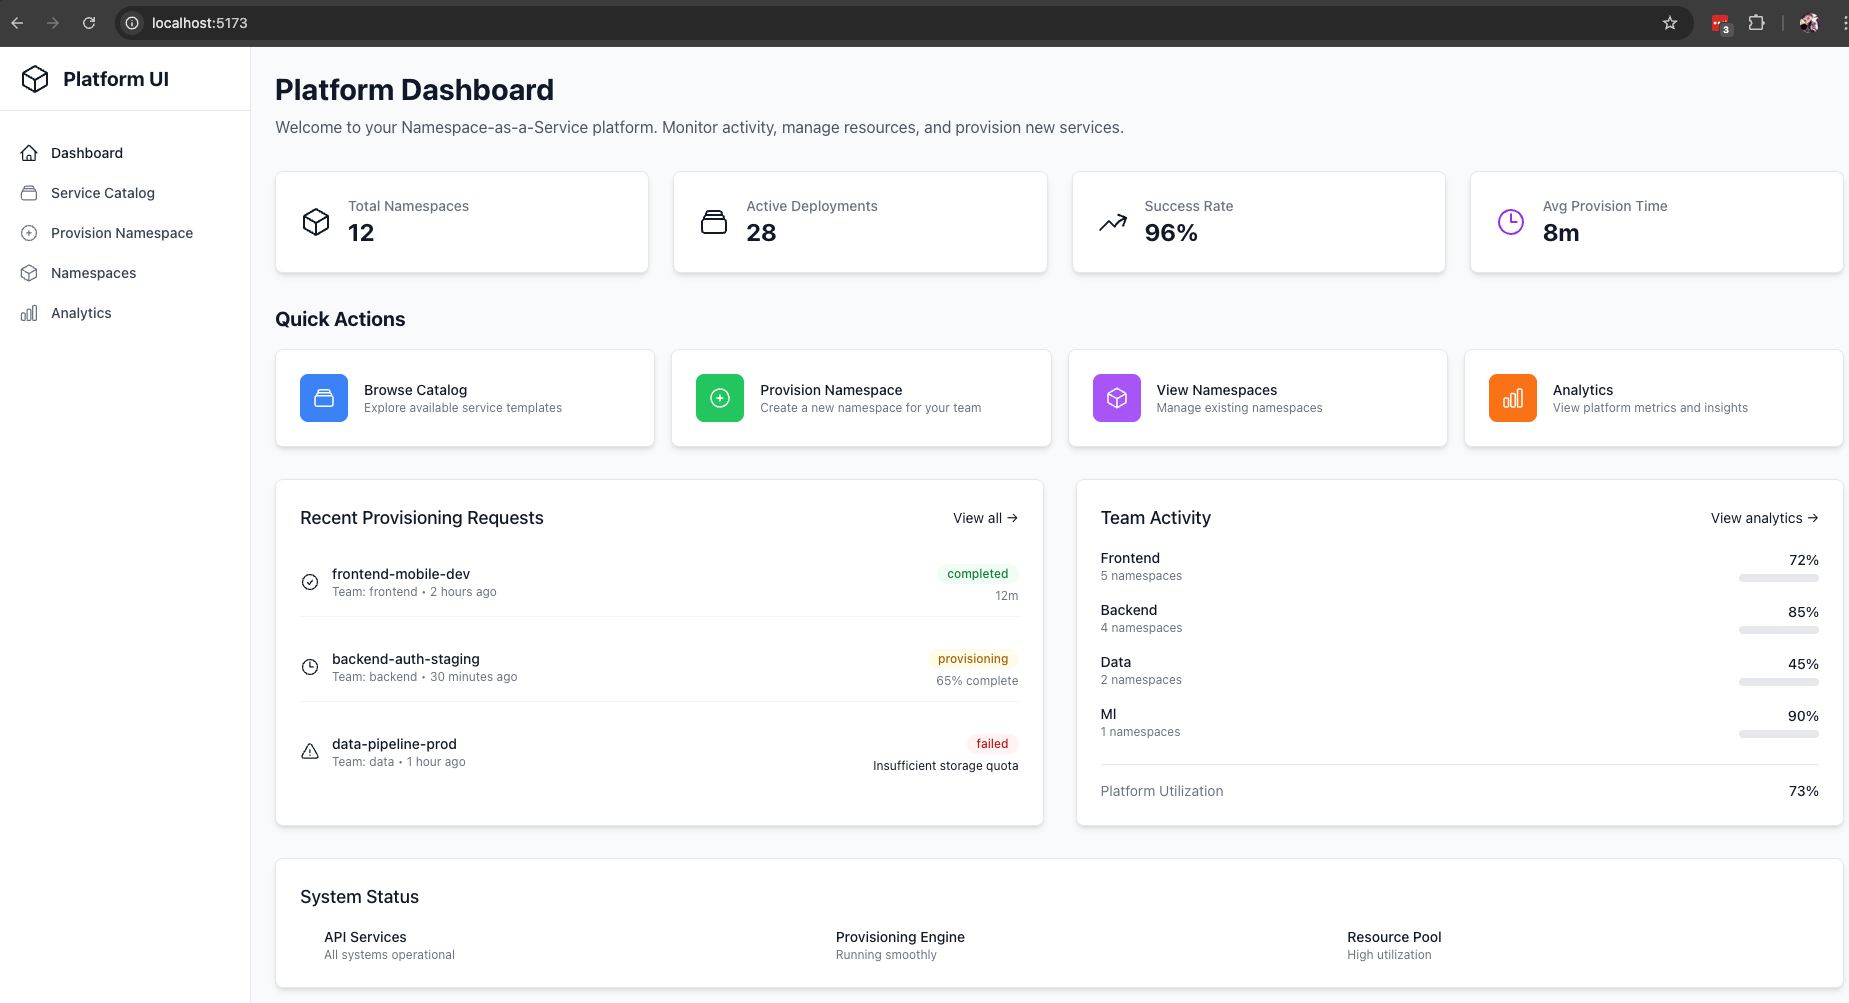 localhost:5173
3
Platform UI
Dashboard
Service Catalog
Provision Namespace
Namespaces
Analytics
Platform Dashboard
Welcome to your Namespace-as-a-Service platform. Monitor activity, manage resources, and provision new services.
Total Namespaces
12
Active Deployments
28
Success Rate
96%
Avg Provision Time
8m
Quick Actions
Browse Catalog
Explore available service templates
Provision Namespace
Create a new namespace for your team
View Namespaces
Manage existing namespaces
Analytics
View platform metrics and insights
Recent Provisioning Requests
View all →
frontend-mobile-dev
completed
Team: frontend • 2 hours ago
12m
backend-auth-staging
provisioning
Team: backend • 30 minutes ago
65% complete
data-pipeline-prod
failed
Team: data • 1 hour ago
Insufficient storage quota
Team Activity
View analytics →
Frontend
72%
5 namespaces
Backend
85%
4 namespaces
Data
45%
2 namespaces
Ml
90%
1 namespaces
Platform Utilization
73%
System Status
API Services
All systems operational
Provisioning Engine
Running smoothly
Resource Pool
High utilization